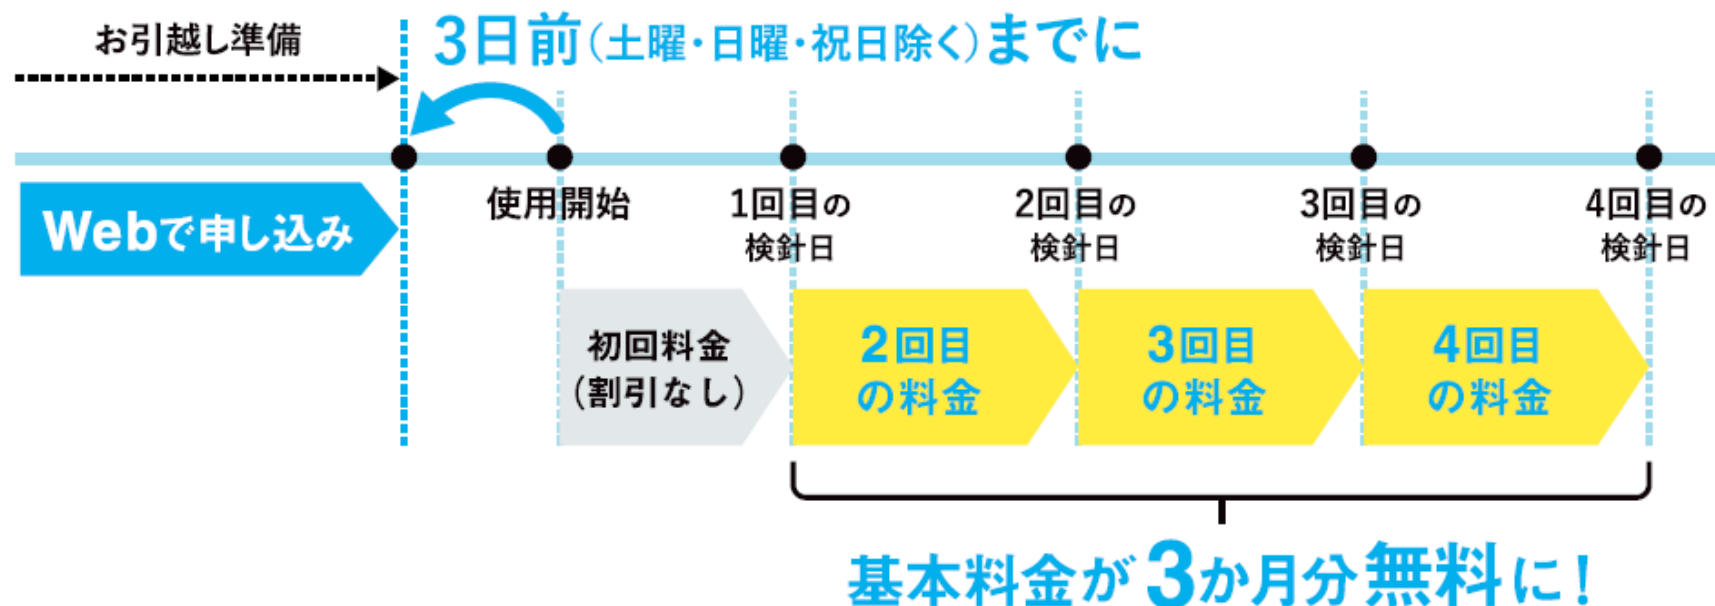 お引越し準備
3日前(土曜・日曜・祝日除く)までに
Webで申し込み
使用開始
1回目の
検針日
2回目の
検針日
3回目の
検針日
4回目の
検針日
初回料金
(割引なし)
2回目
の料金
3回目
の料金
4回目
の料金
基本料金が3か月分無料に!